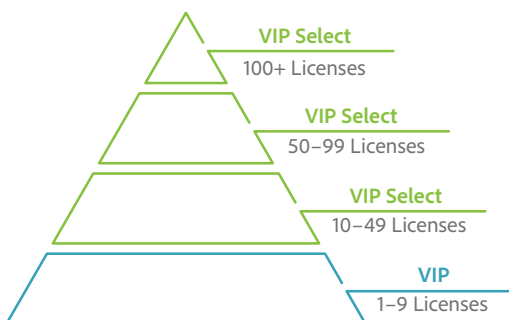 VIP Select
100+ Licenses
VIP Select
50–99 Licenses
VIP Select
10–49 Licenses
VIP
1–9 Licenses